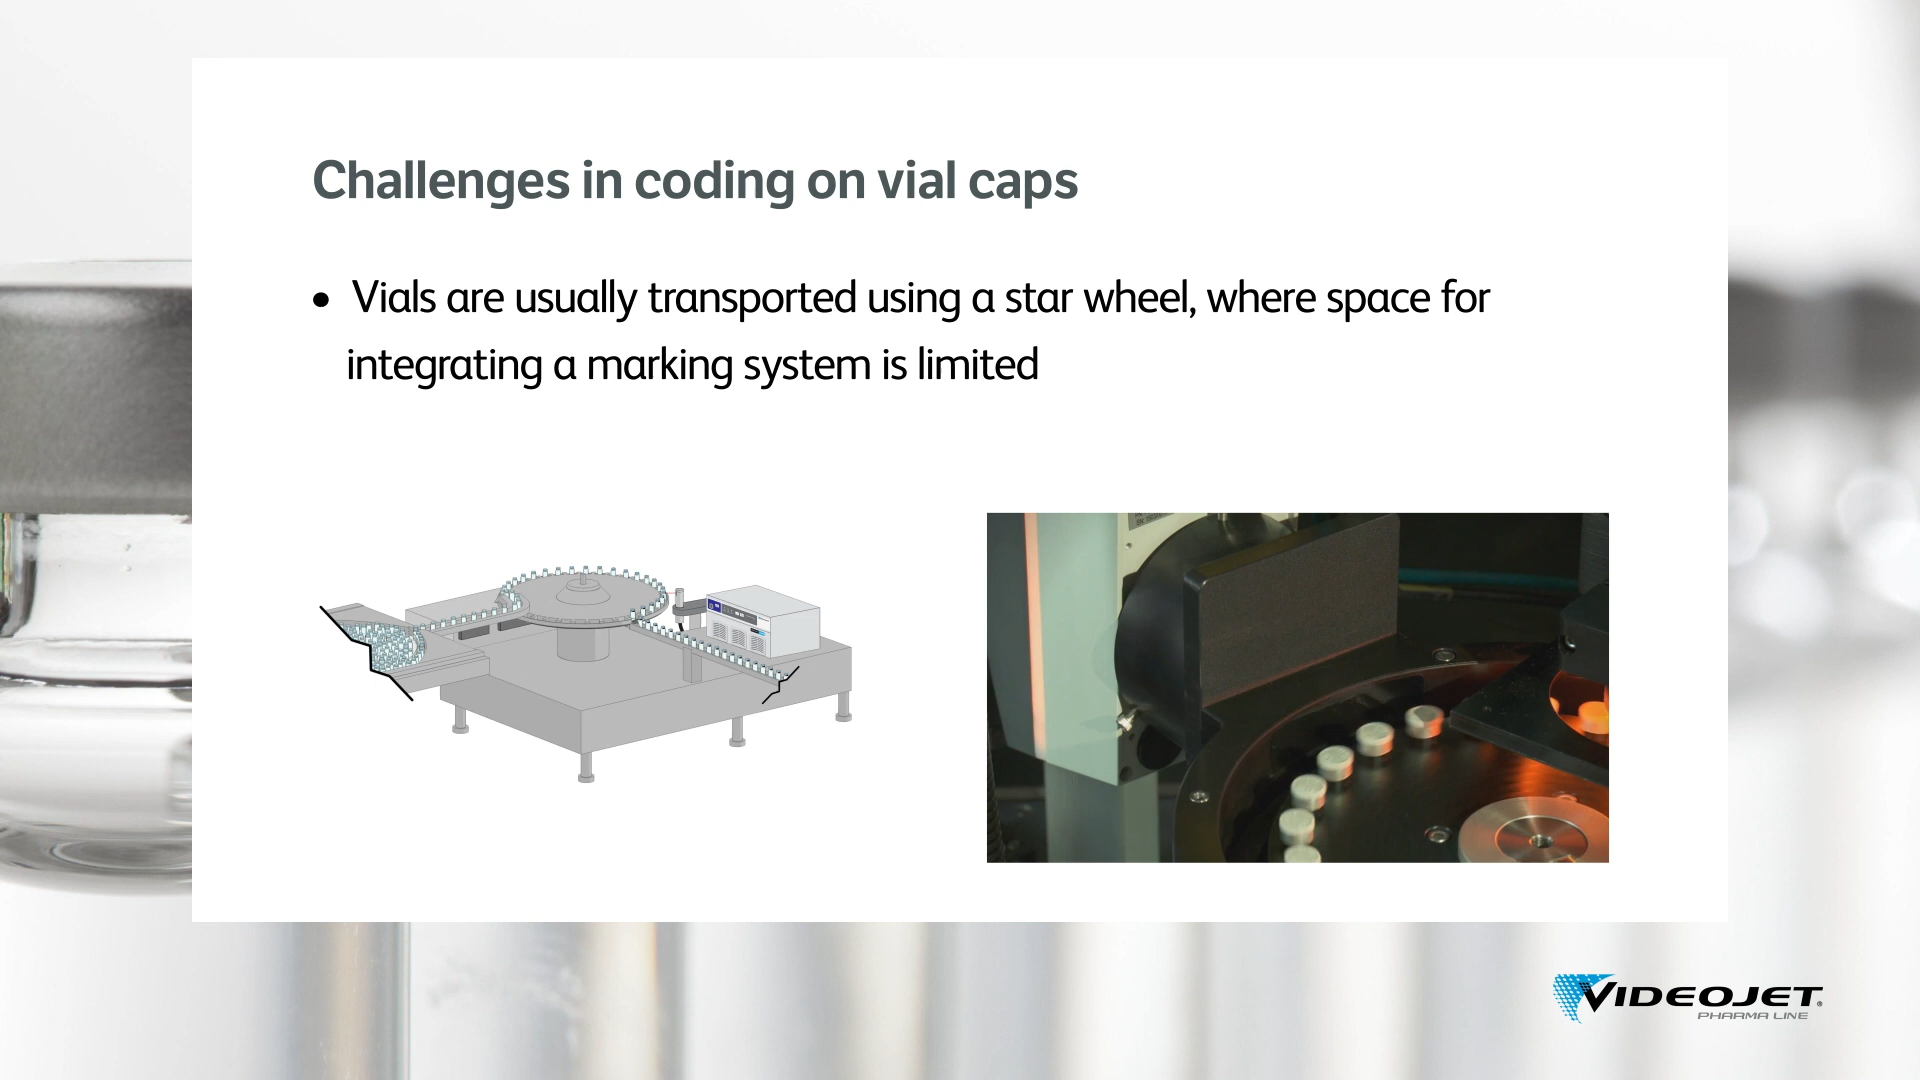 Challenges in coding on vial caps
• Vials are usually transported using a star wheel, where space for
integrating a marking system is limited
VIDEOJET®
PHARMA LINE